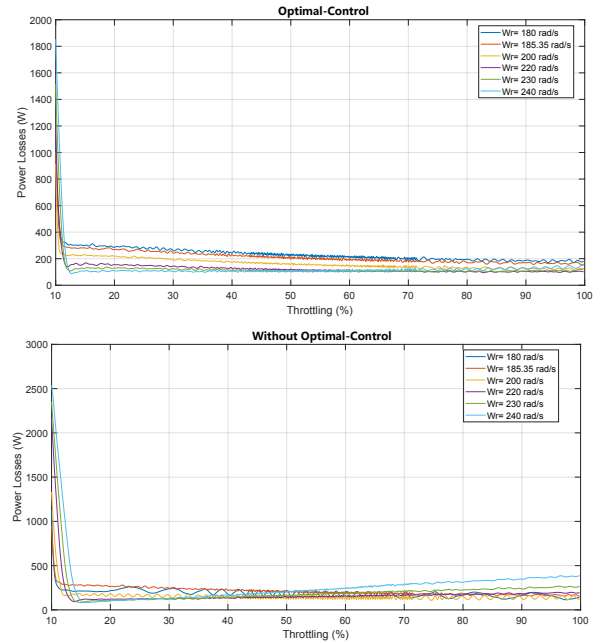 Optimal-Control
2000
1800
1600
1400
1200
1000
800
600
400
200
0
Power Losses (W)
Wr= 180 rad/s
Wr= 185.35 rad/s
Wr= 200 rad/s
Wr= 220 rad/s
Wr= 230 rad/s
Wr= 240 rad/s
10 20 30 40 50 60 70 80 90 100
Throttling (%)
Without Optimal-Control
3000
2500
2000
1500
1000
500
0
Power Losses (W)
Wr= 180 rad/s
Wr= 185.35 rad/s
Wr= 200 rad/s
Wr= 220 rad/s
Wr= 230 rad/s
Wr= 240 rad/s
10 20 30 40 50 60 70 80 90 100
Throttling (%)